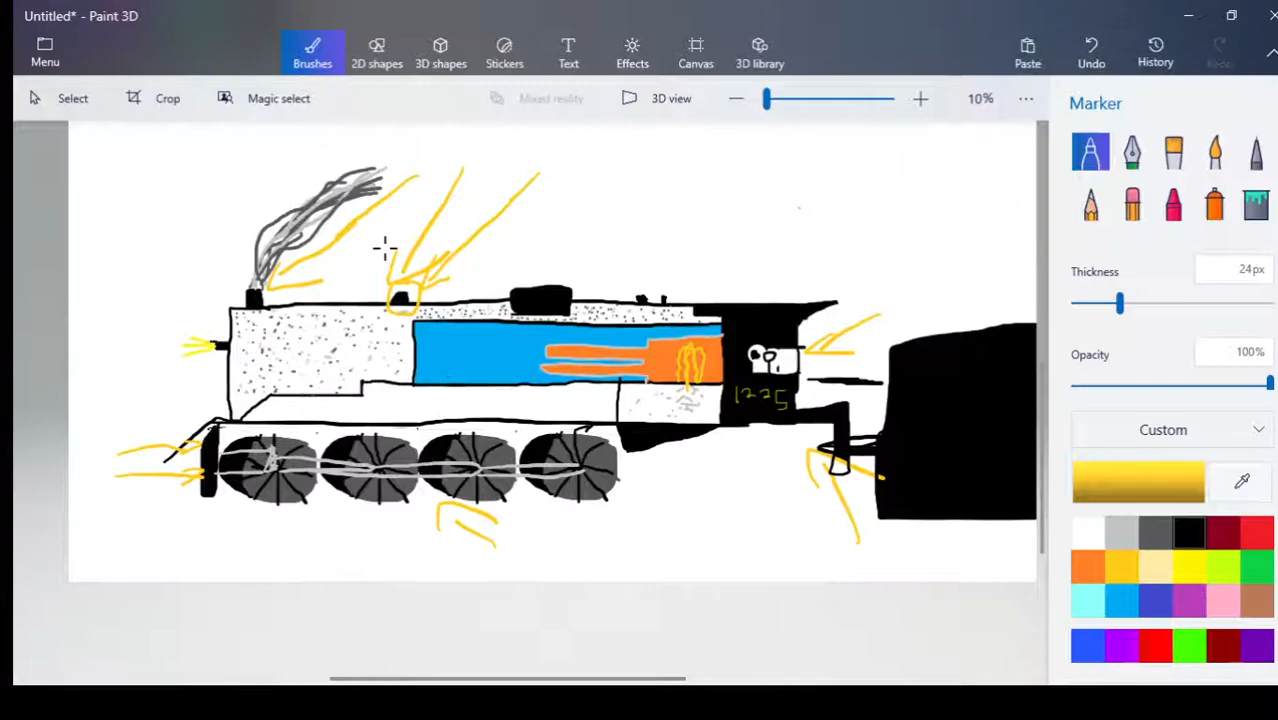 Untitled* - Paint 3D
Menu
Brushes
2D shapes
3D shapes
Stickers
Text
Effects
Canvas
3D library
Paste
Undo
History
Redo
Select
Crop
Magic select
Mixed reality
3D view
10%
Marker
Thickness
24px
Opacity
100%
Custom
1225